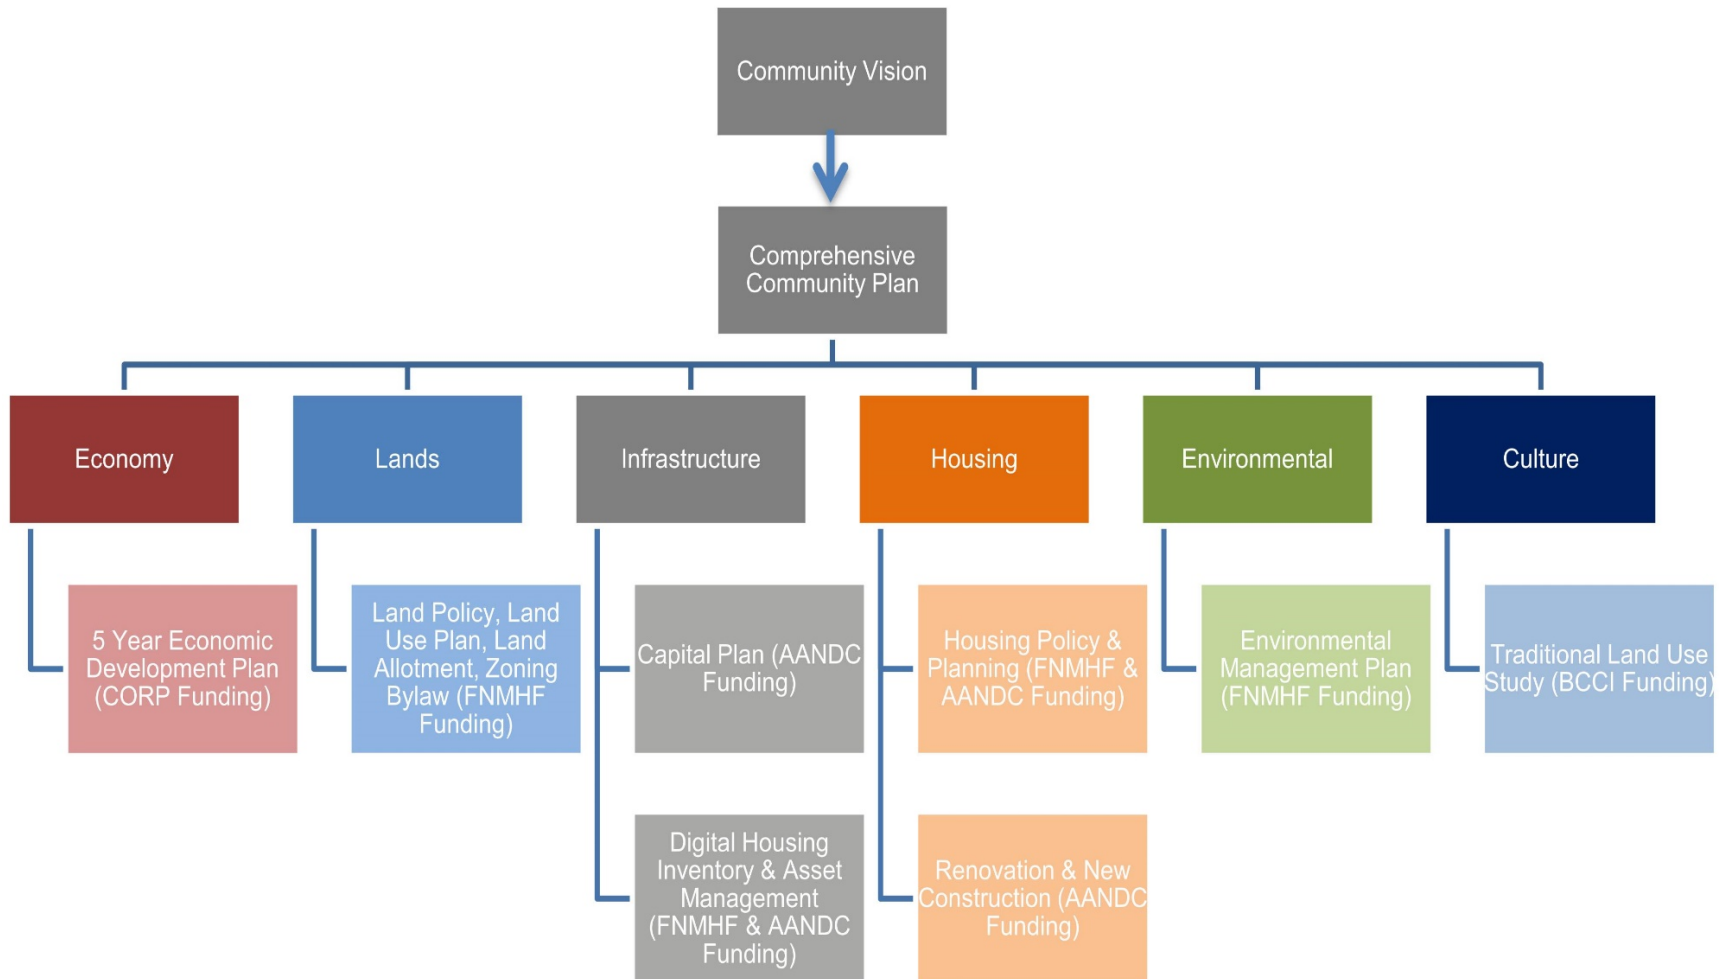 Community Vision
Comprehensive
Community Plan
Economy
Lands
Infrastructure
Housing
Environmental
Culture
5 Year Economic
Development Plan
(CORP Funding)
Land Policy, Land
Use Plan, Land
Allotment, Zoning
Bylaw (FNMHF
Funding)
Capital Plan (AANDC
Funding)
Housing Policy &
Planning (FNMHF &
AANDC Funding)
Environmental
Management Plan
(FNMHF Funding)
Traditional Land Use
Study (BCCI Funding)
Digital Housing
Inventory & Asset
Management
(FNMHF & AANDC
Funding)
Renovation & New
Construction (AANDC
Funding)